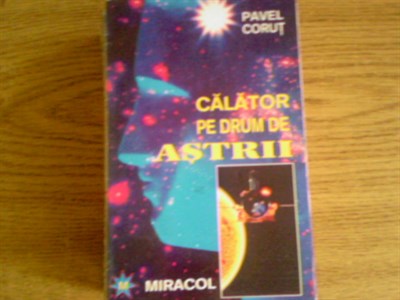 PAVEL
CORUȚ
CĂLĂTOR
PE DRUM DE
AȘTRII
M MIRACOL